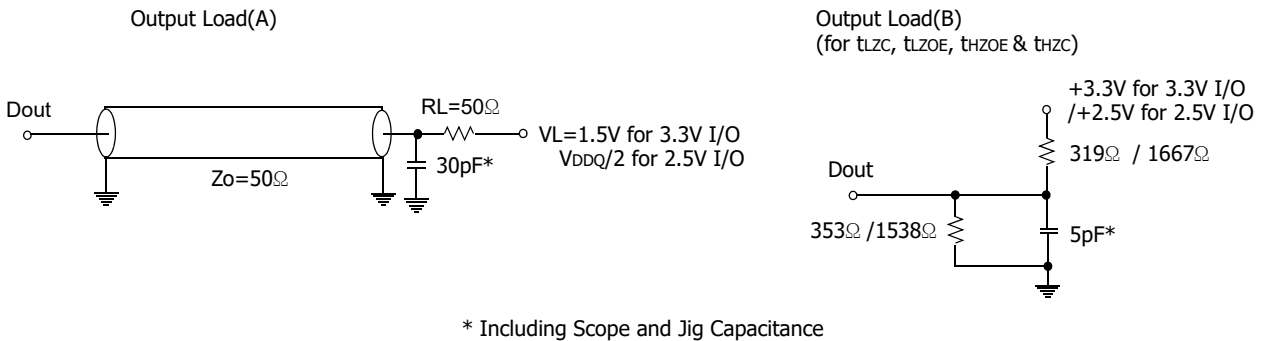 Output Load(A)
Dout
Zo=50Ω
RL=50Ω
30pF*
VL=1.5V for 3.3V I/O
VDDQ/2 for 2.5V I/O
Output Load(B)
(for tLZC, tLZOE, tHZOE & tHZC)
+3.3V for 3.3V I/O
/+2.5V for 2.5V I/O
319Ω / 1667Ω
Dout
353Ω /1538Ω
5pF*
* Including Scope and Jig Capacitance